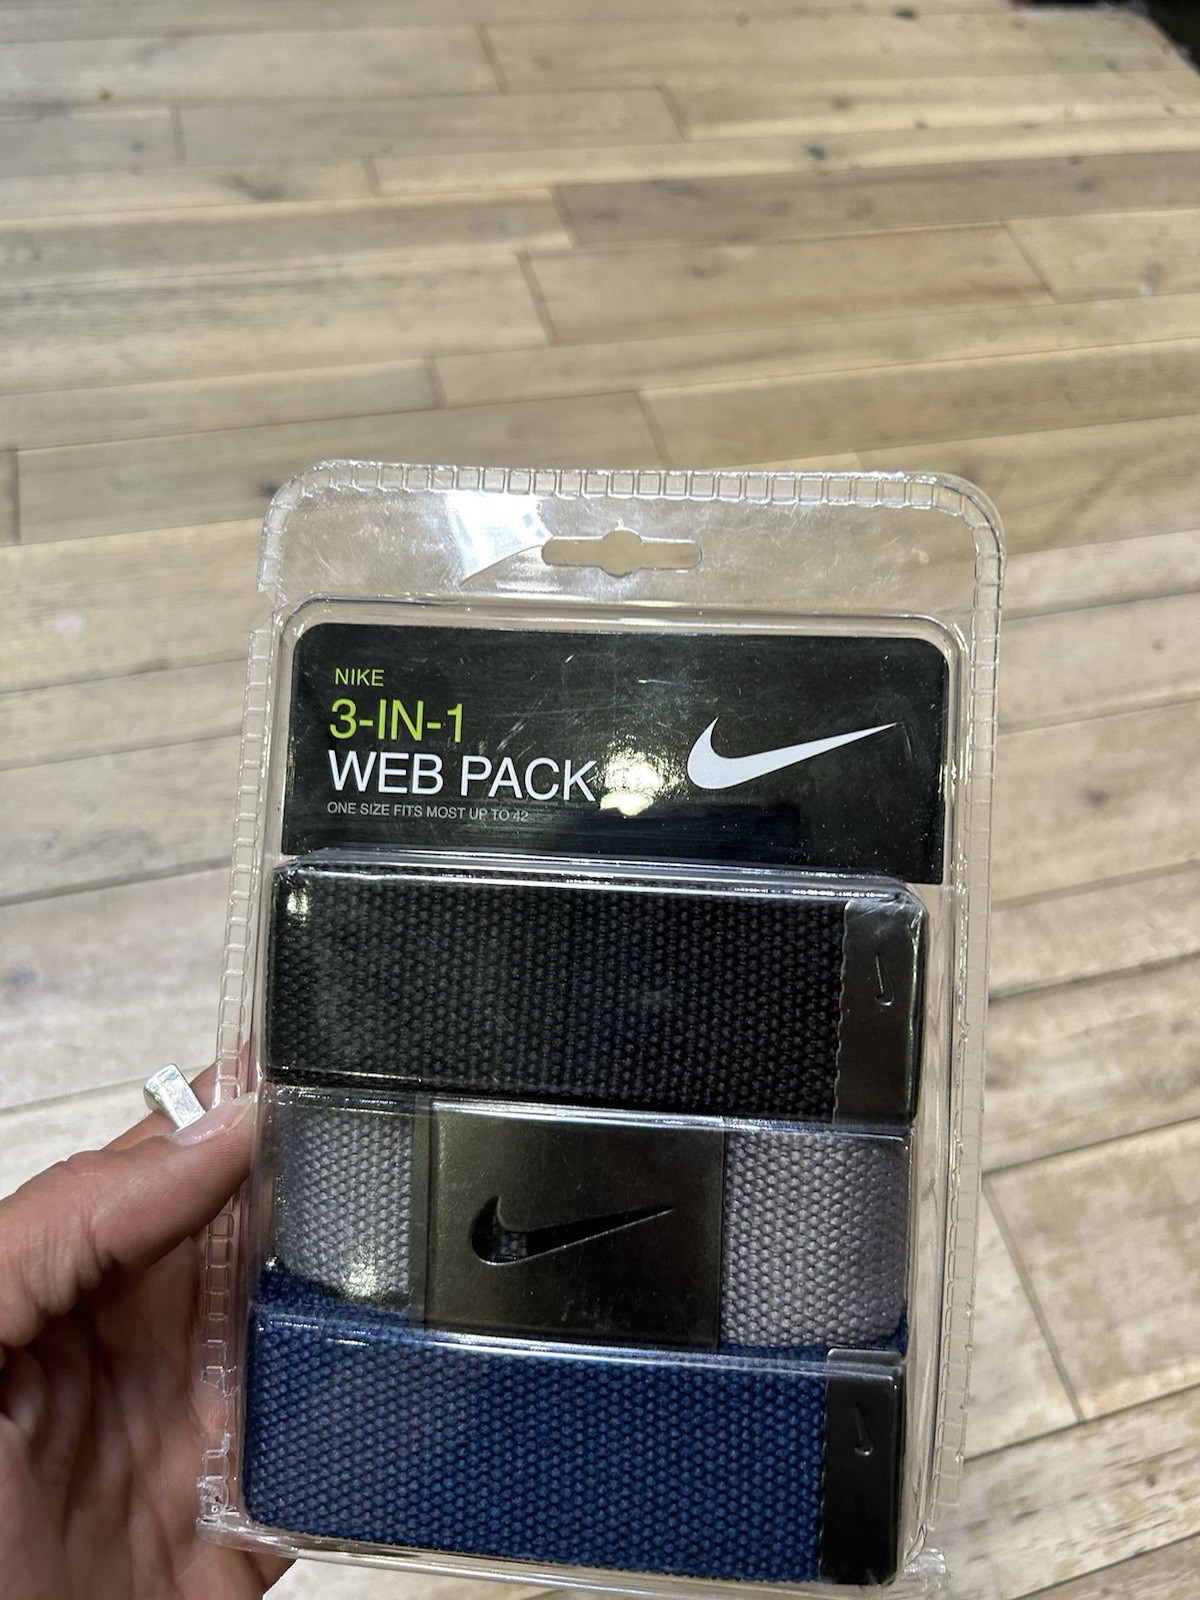 NIKE
3-IN-1
WEB PACK
ONE SIZE FITS MOST UP TO 42